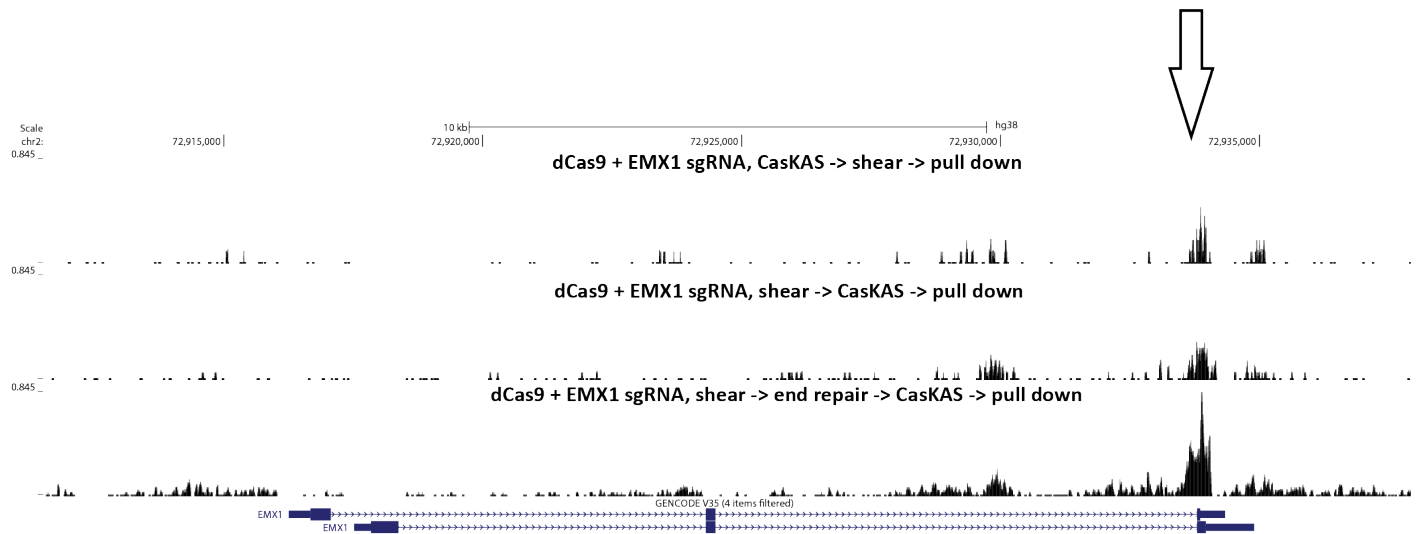 Scale 10 kb hg38
chr2: 72,915,000 72,920,000 72,925,000 72,930,000 72,935,000
0.845 _
dCas9 + EMX1 sgRNA, CasKAS -> shear -> pull down
0.845 _
dCas9 + EMX1 sgRNA, shear -> CasKAS -> pull down
0.845 _
dCas9 + EMX1 sgRNA, shear -> end repair -> CasKAS -> pull down
GENCODE V35 (4 items filtered)
EMX1
EMX1